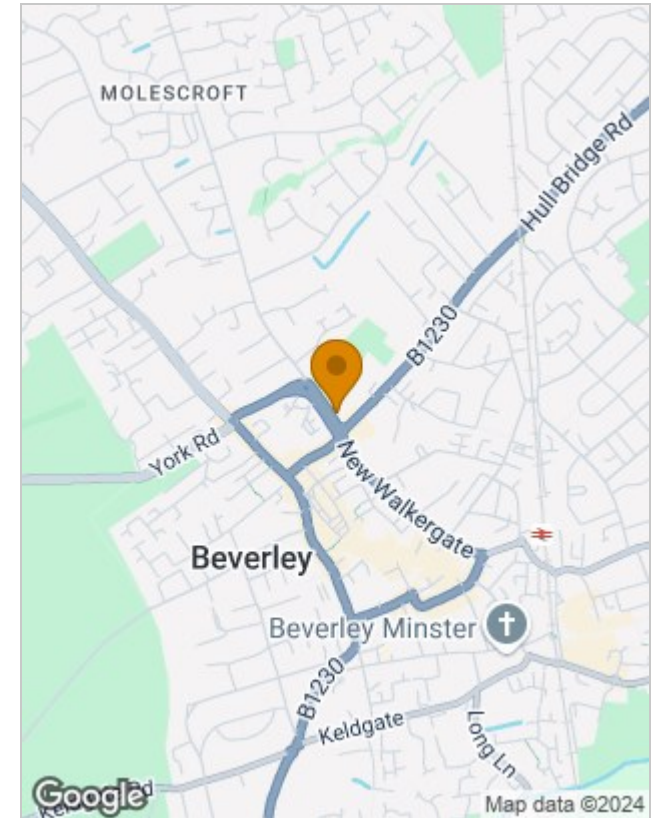 MOLESCROFT
Hull Bridge Rd
B1230
York Rd
New Walkergate
Beverley
Beverley Minster
B1230
Keldgate
Long Ln
Rd
Google
Map data ©2024